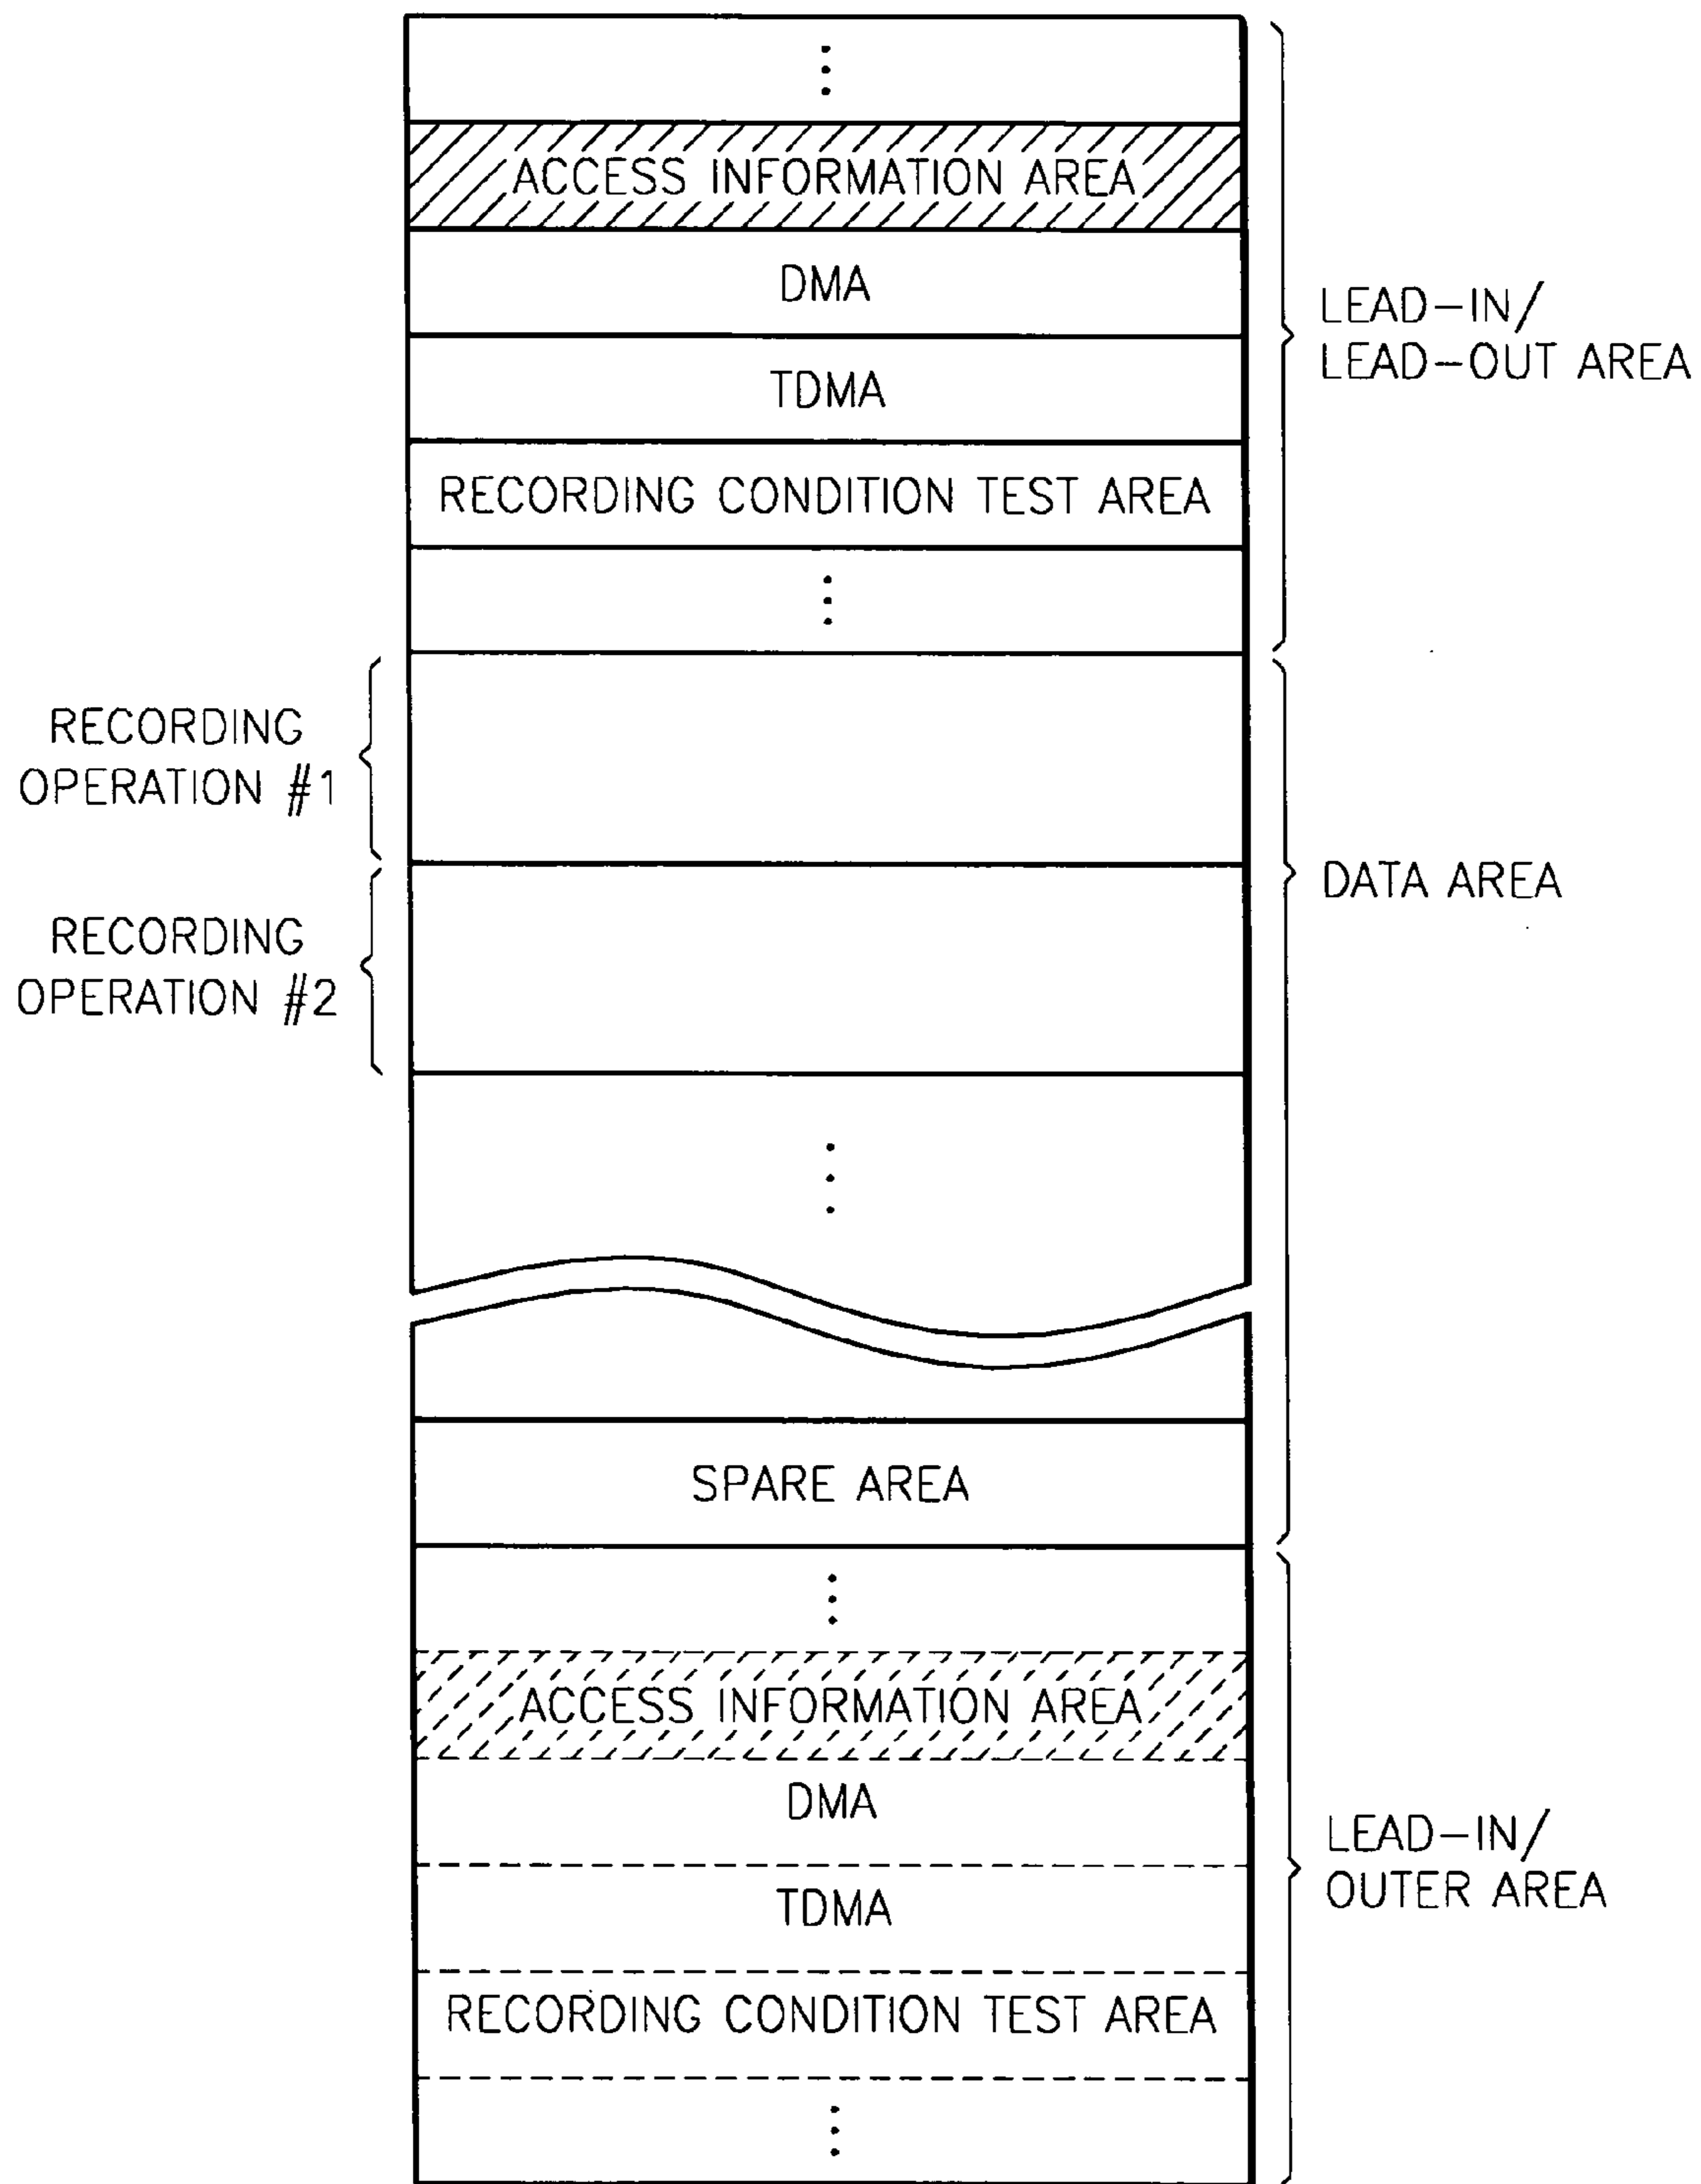 ACCESS INFORMATION AREA
DMA
TDMA
RECORDING CONDITION TEST AREA
LEAD-IN/
LEAD-OUT AREA
RECORDING
OPERATION #1
RECORDING
OPERATION #2
DATA AREA
SPARE AREA
ACCESS INFORMATION AREA
DMA
TDMA
RECORDING CONDITION TEST AREA
LEAD-IN/
OUTER AREA